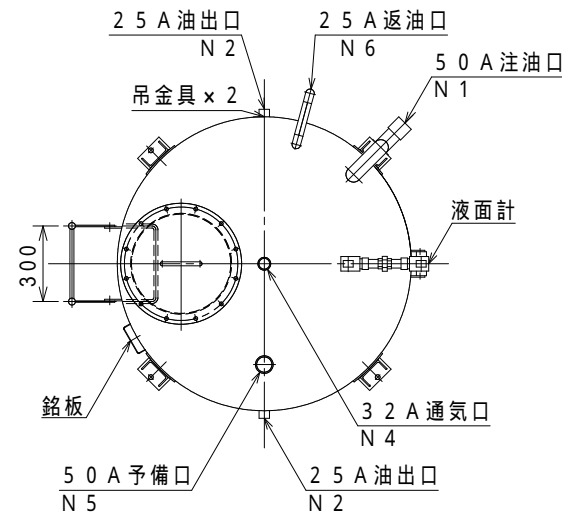 25A油出口
N2
25A返油口
N6
50A注油口
N1
吊金具×2
液面計
300
銘板
32A通気口
N4
50A予備口
N5
25A油出口
N2